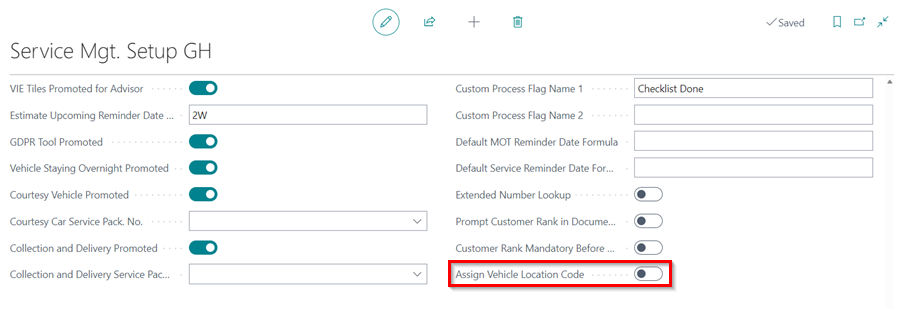 Saved
Service Mgt. Setup GH
VIE Tiles Promoted for Advisor
Estimate Upcoming Reminder Date ... 2W
GDPR Tool Promoted
Vehicle Staying Overnight Promoted
Courtesy Vehicle Promoted
Courtesy Car Service Pack. No.
Collection and Delivery Promoted
Collection and Delivery Service Pac...
Custom Process Flag Name 1 Checklist Done
Custom Process Flag Name 2
Default MOT Reminder Date Formula
Default Service Reminder Date For...
Extended Number Lookup
Prompt Customer Rank in Docume...
Customer Rank Mandatory Before ...
Assign Vehicle Location Code